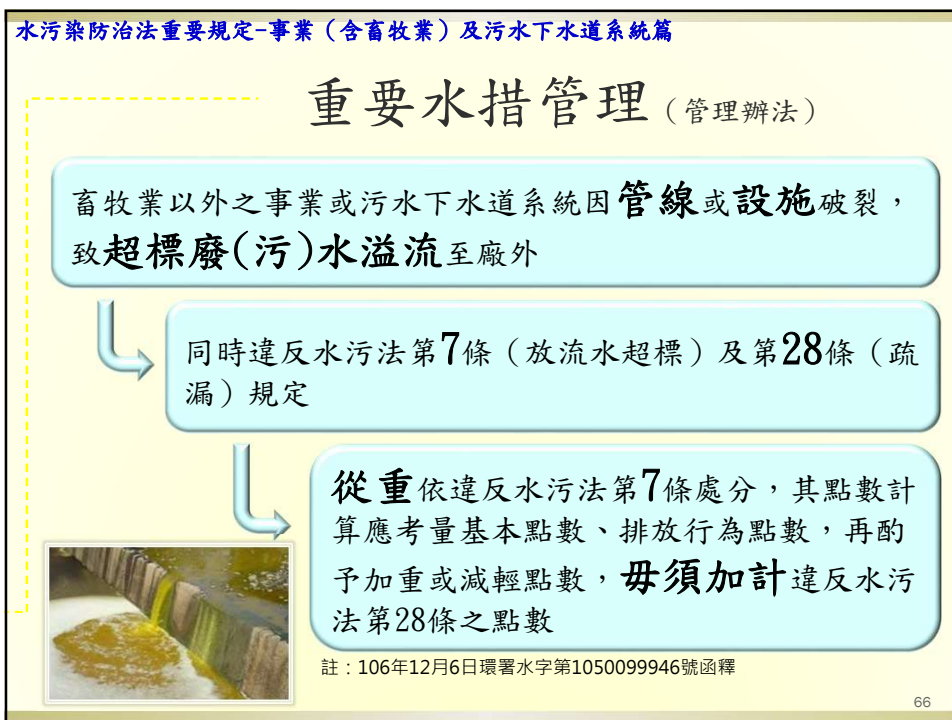 水污染防治法重要規定-事業（含畜牧業）及污水下水道系統篇
重要水措管理（管理辦法）
畜牧業以外之事業或污水下水道系統因管線或設施破裂，
致超標廢(污)水溢流至廠外
同時違反水污法第7條（放流水超標）及第28條（疏
漏）規定
從重依違反水污法第7條處分，其點數計
算應考量基本點數、排放行為點數，再酌
予加重或減輕點數，毋須加計違反水污
法第28條之點數
註：106年12月6日環署水字第1050099946號函釋
66